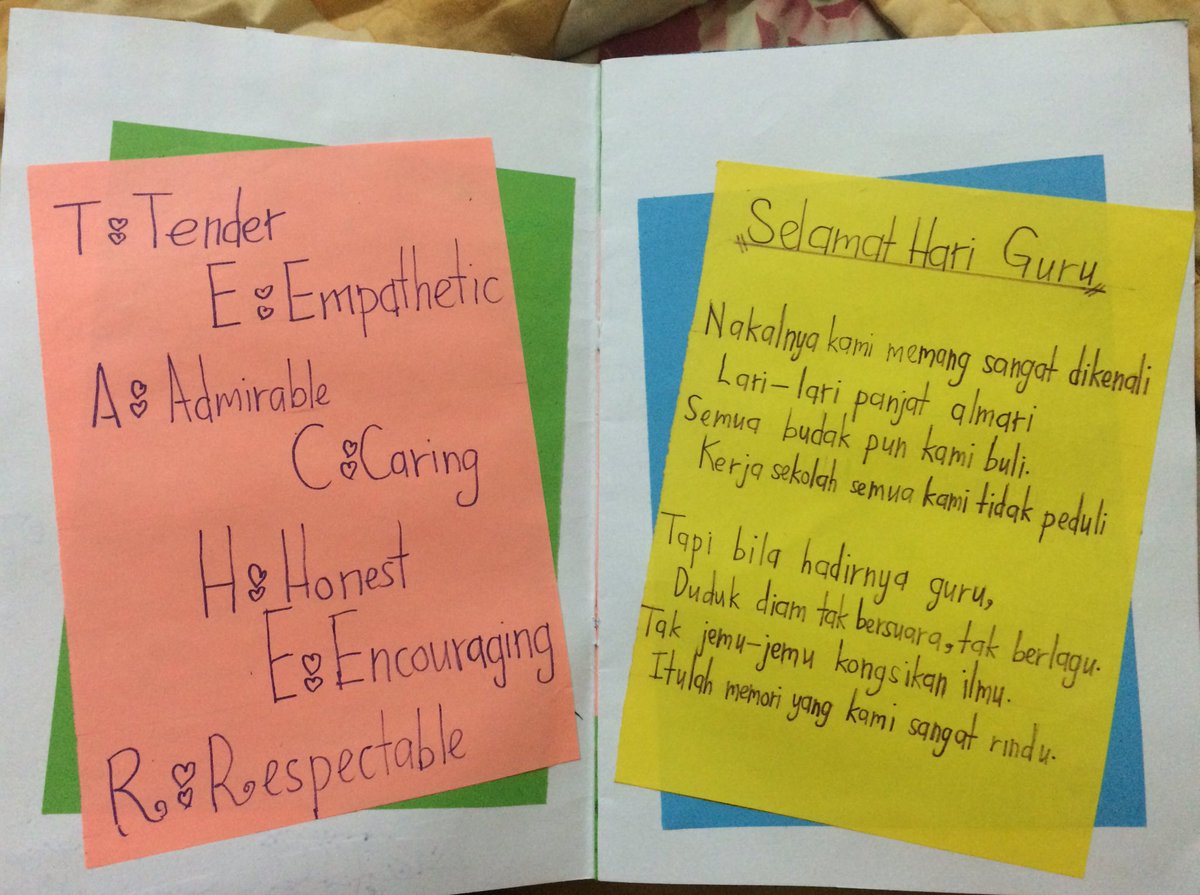 T: Tender
E: Empathetic
A: Admirable
C: Caring
H: Honest
E: Encouraging
R: Respectable
Selamat Hari Guru
Nakalnya kami memang sangat dikenali
Lari-lari panjat almari
Semua budak pun kami buli.
Kerja sekolah semua kami tidak peduli
Tapi bila hadirnya guru,
Duduk diam tak bersuara, tak berlagu.
Tak jemu-jemu kongsikan ilmu.
Itulah memori yang kami sangat rindu.